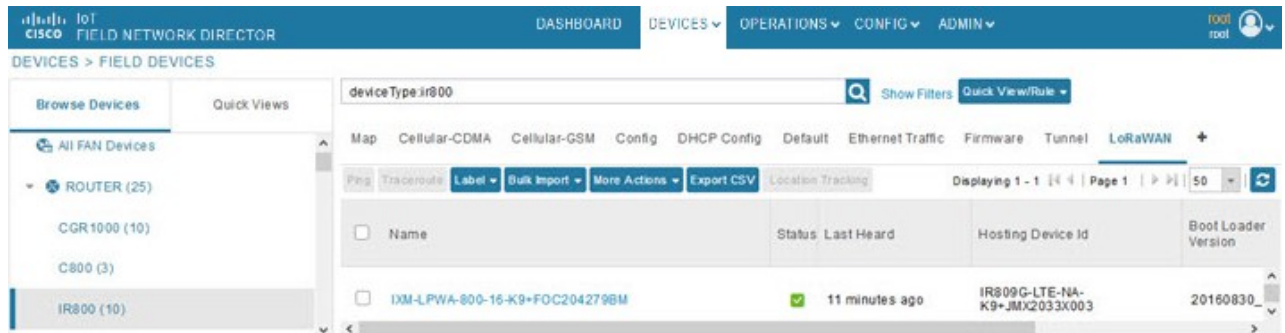 IoT
CISCO FIELD NETWORK DIRECTOR
DASHBOARD DEVICES OPERATIONS CONFIG ADMIN
root
root
DEVICES > FIELD DEVICES
Browse Devices Quick Views
All FAN Devices
ROUTER (25)
CGR1000 (10)
C800 (3)
IR800 (10)
deviceType:ir800 Show Filters Quick View/Rule
Map Cellular-CDMA Cellular-GSM Config DHCP Config Default Ethernet Traffic Firmware Tunnel LoRaWAN +
Ping Traceroute Label Bulk Import More Actions Export CSV Location Tracking Displaying 1 - 1 | Page 1 | 50
Name Status Last Heard Hosting Device Id Boot Loader
Version
IXM-LPWA-800-16-K9+FOC204279BM 11 minutes ago IR809G-LTE-NA-
K9+JMX2033X003 20160830_